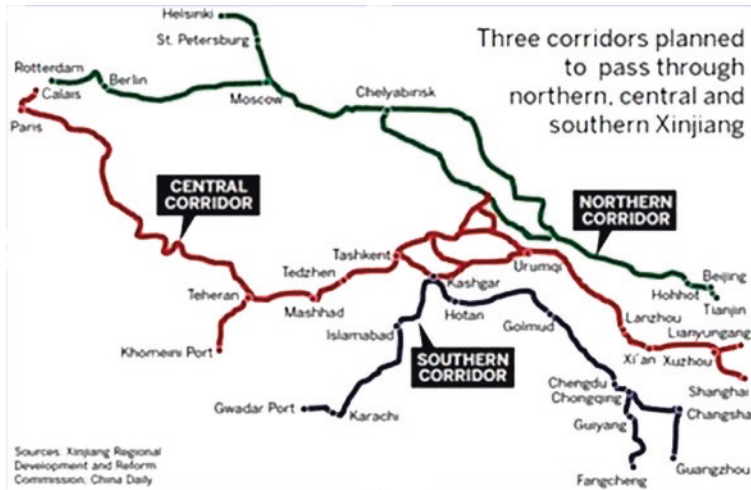 Three corridors planned
to pass through
northern, central and
southern Xinjiang
Helsinki
St. Petersburg
Rotterdam
Calais
Berlin
Moscow
Chelyabinsk
Paris
CENTRAL
CORRIDOR
NORTHERN
CORRIDOR
Tashkent
Urumqi
Tedzhen
Kashgar
Beijing
Hohhot
Tianjin
Teheran
Mashhad
Hotan
Golmud
Lanzhou
Lianyungang
Islamabad
Khomeini Port
SOUTHERN
CORRIDOR
Xi'an
Xuzhou
Shanghai
Chengdu
Chongqing
Changsha
Gwadar Port
Karachi
Guiyang
Guangzhou
Fangcheng
Sources: Xinjiang Regional
Development and Reform
Commission, China Daily